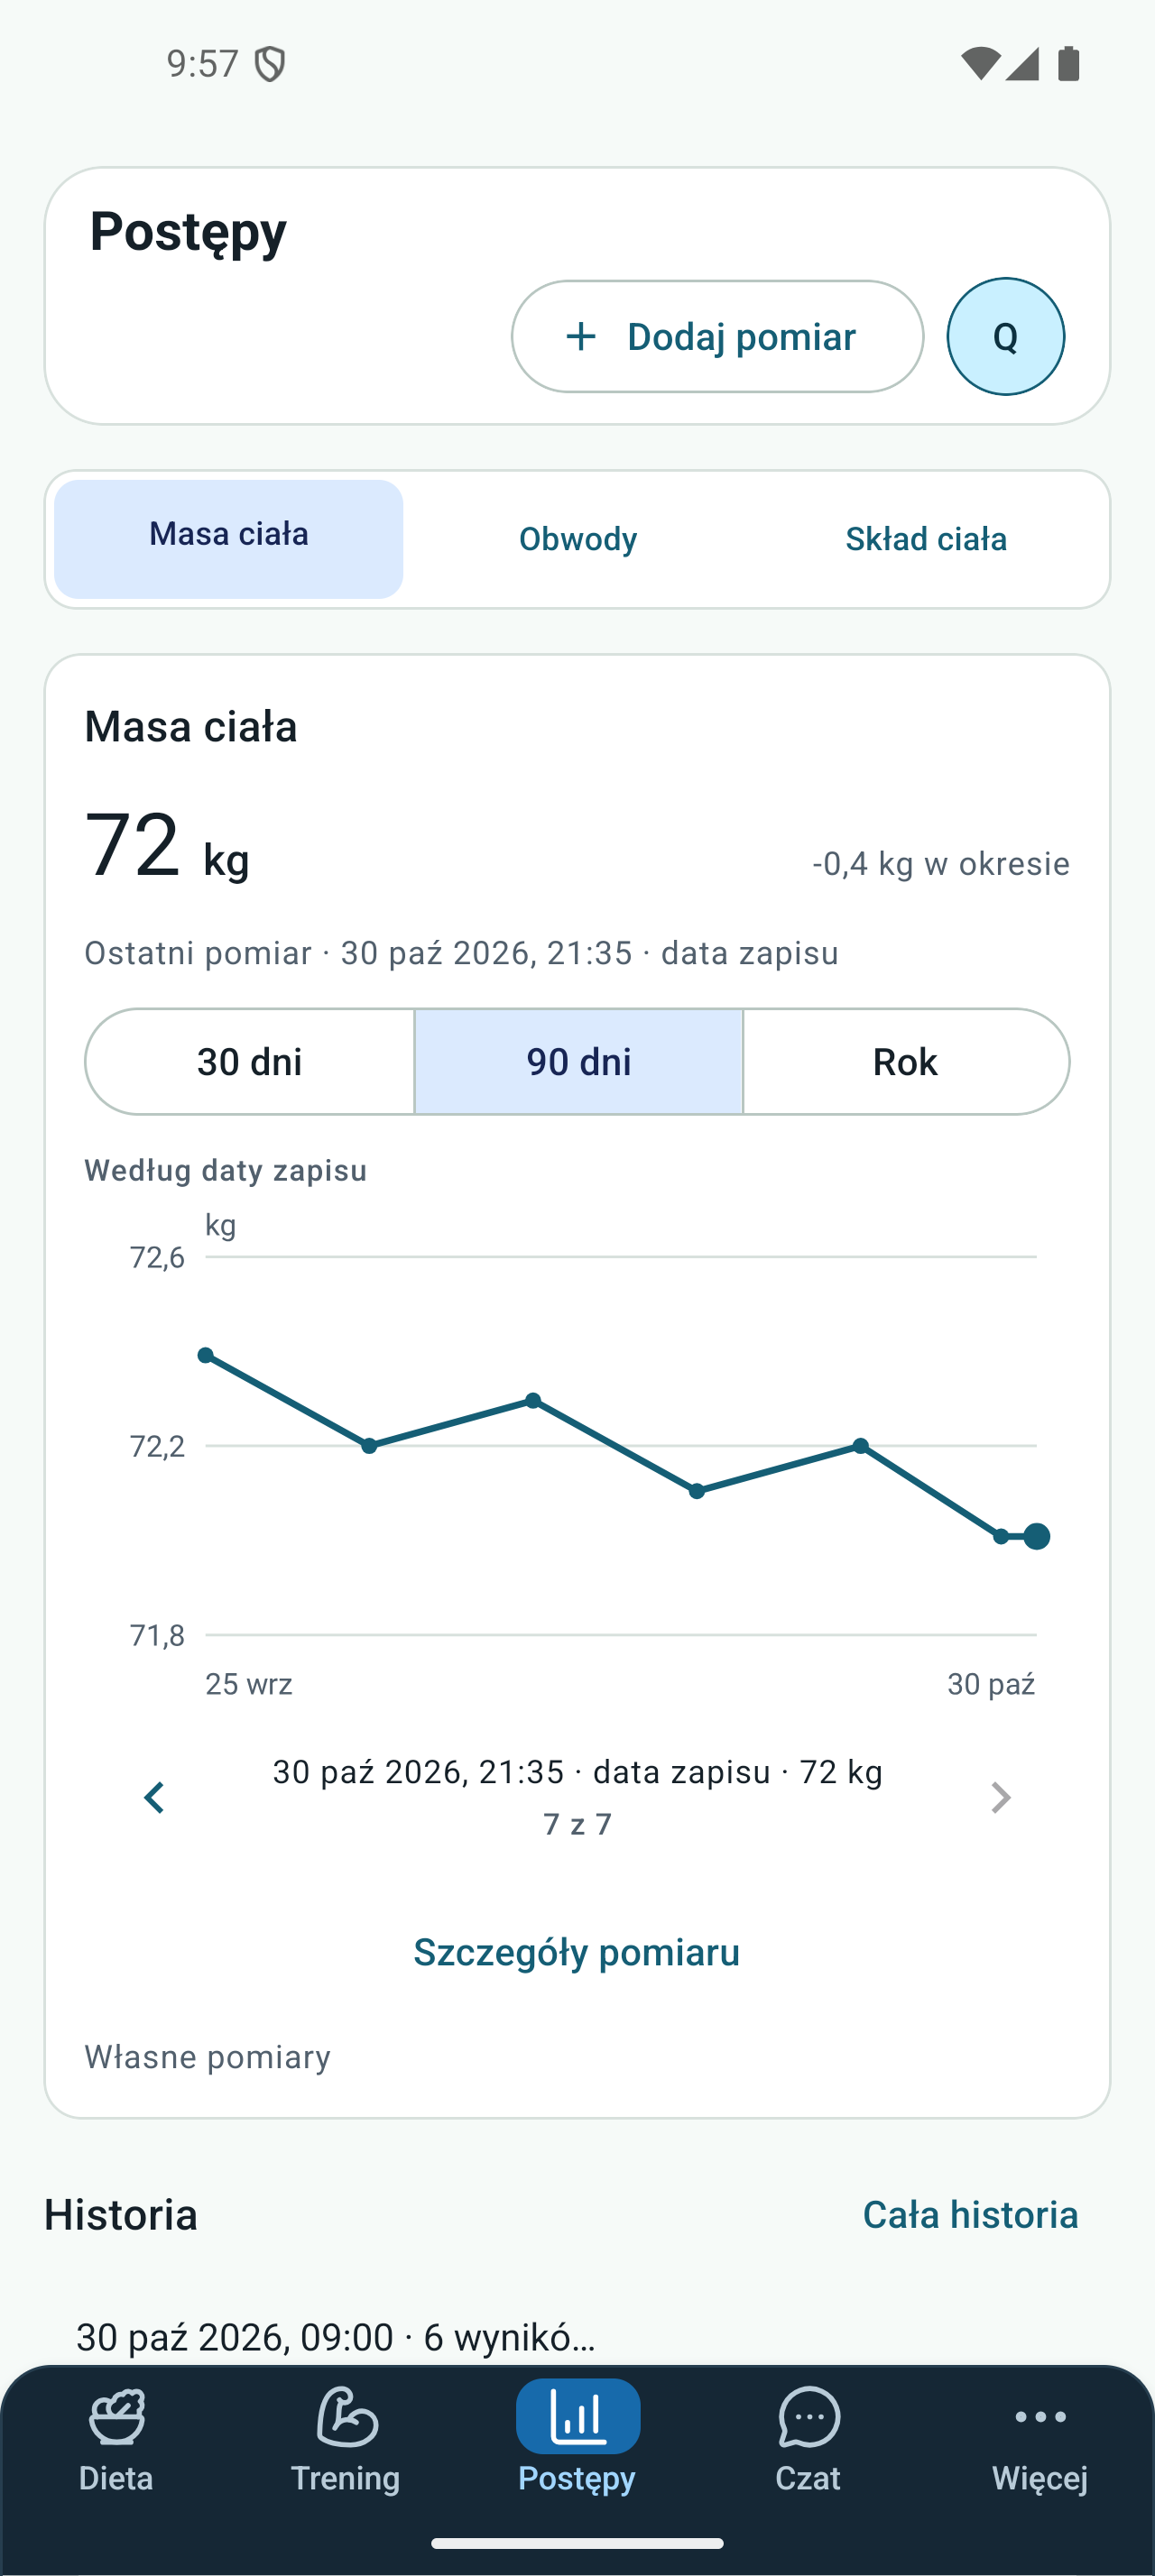 9:57
Postępy
+ Dodaj pomiar
Q
Masa ciała
Obwody
Skład ciała
Masa ciała
72 kg
-0,4 kg w okresie
Ostatni pomiar · 30 paź 2026, 21:35 · data zapisu
30 dni
90 dni
Rok
Według daty zapisu
kg
72,6
72,2
71,8
25 wrz
30 paź
30 paź 2026, 21:35 · data zapisu · 72 kg
7 z 7
Szczegóły pomiaru
Własne pomiary
Historia
Cała historia
30 paź 2026, 09:00 · 6 wynikó...
Dieta
Trening
Postępy
Czat
Więcej